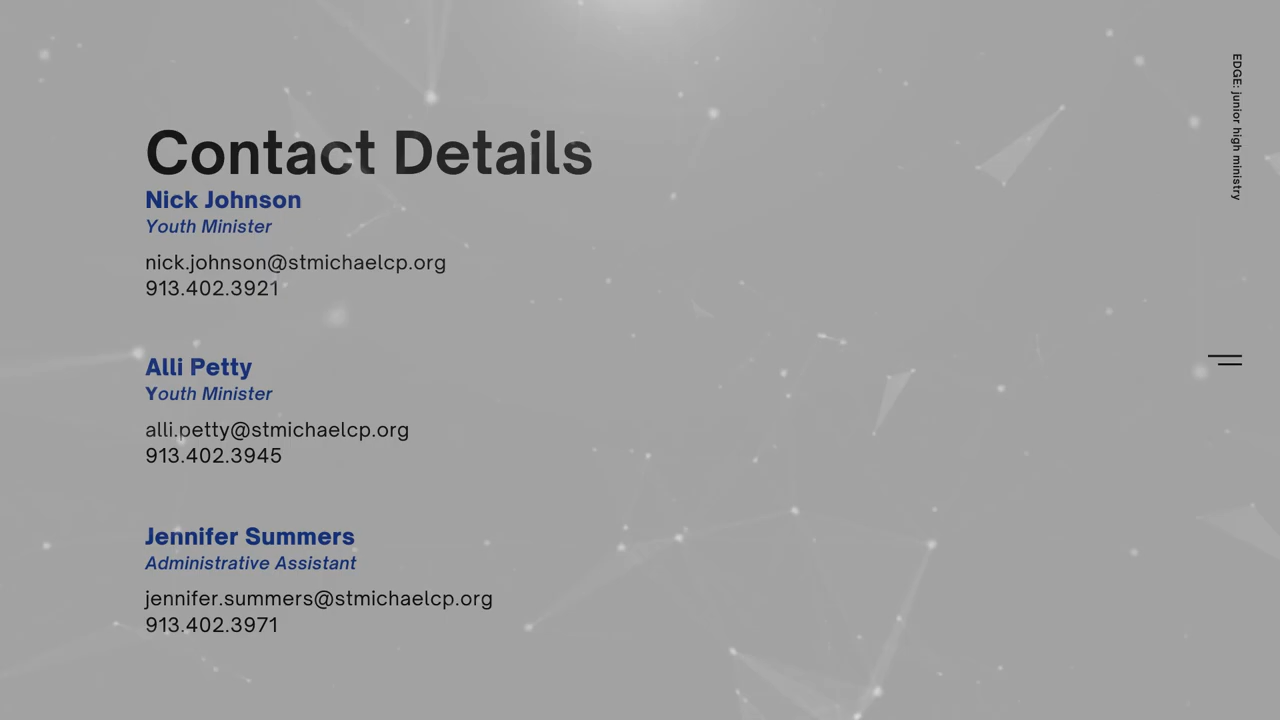 EDGE: junior high ministry
Contact Details
Nick Johnson
Youth Minister
nick.johnson@stmichaelcp.org
913.402.3921
Alli Petty
Youth Minister
alli.petty@stmichaelcp.org
913.402.3945
Jennifer Summers
Administrative Assistant
jennifer.summers@stmichaelcp.org
913.402.3971